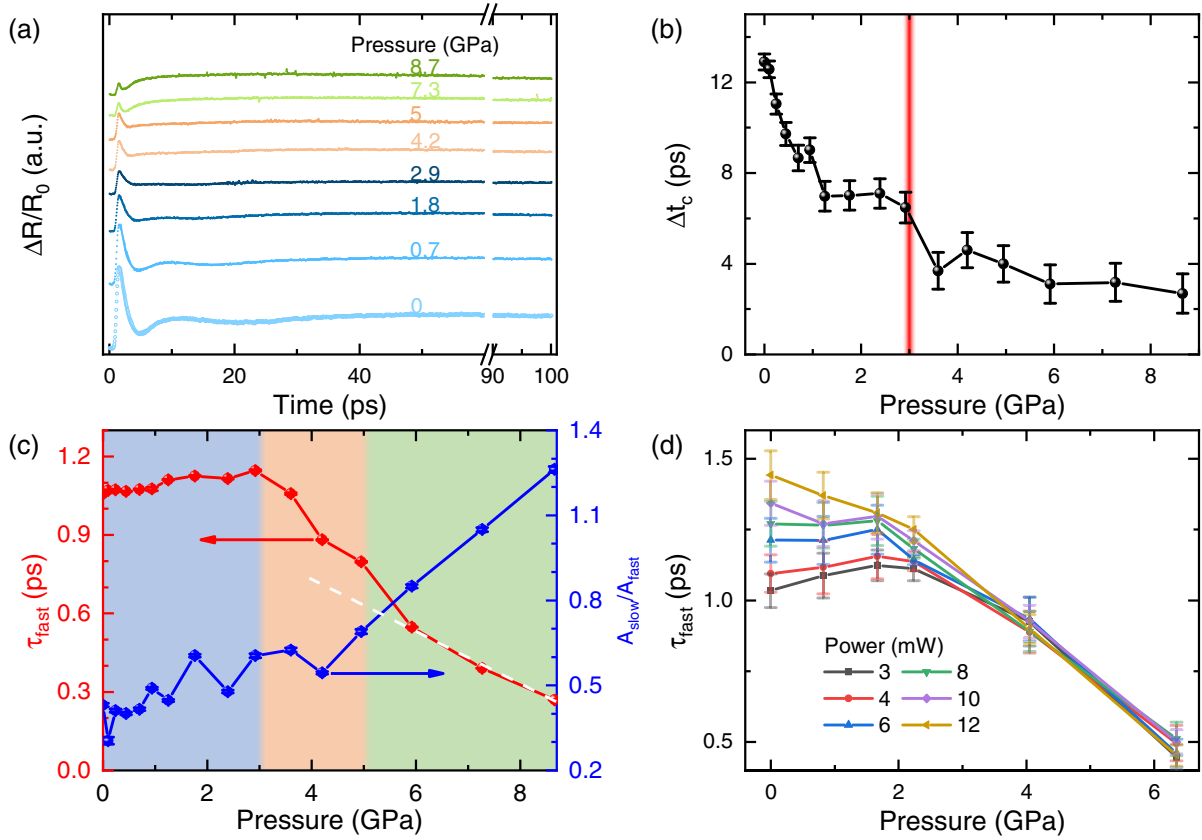 (a)
Pressure (GPa)
8.7
7.3
5
4.2
2.9
1.8
0.7
0
ΔR/R0 (a.u.)
0 20 40 90 100
Time (ps)
(b)
12
9
6
3
0
Δtc (ps)
0 2 4 6 8
Pressure (GPa)
(c)
1.2
0.9
0.6
0.3
0.0
τfast (ps)
1.4
1.1
0.8
0.5
0.2
Aslow/Afast
0 2 4 6 8
Pressure (GPa)
(d)
1.5
1.0
0.5
τfast (ps)
Power (mW)
3 8
4 10
6 12
0 2 4 6
Pressure (GPa)